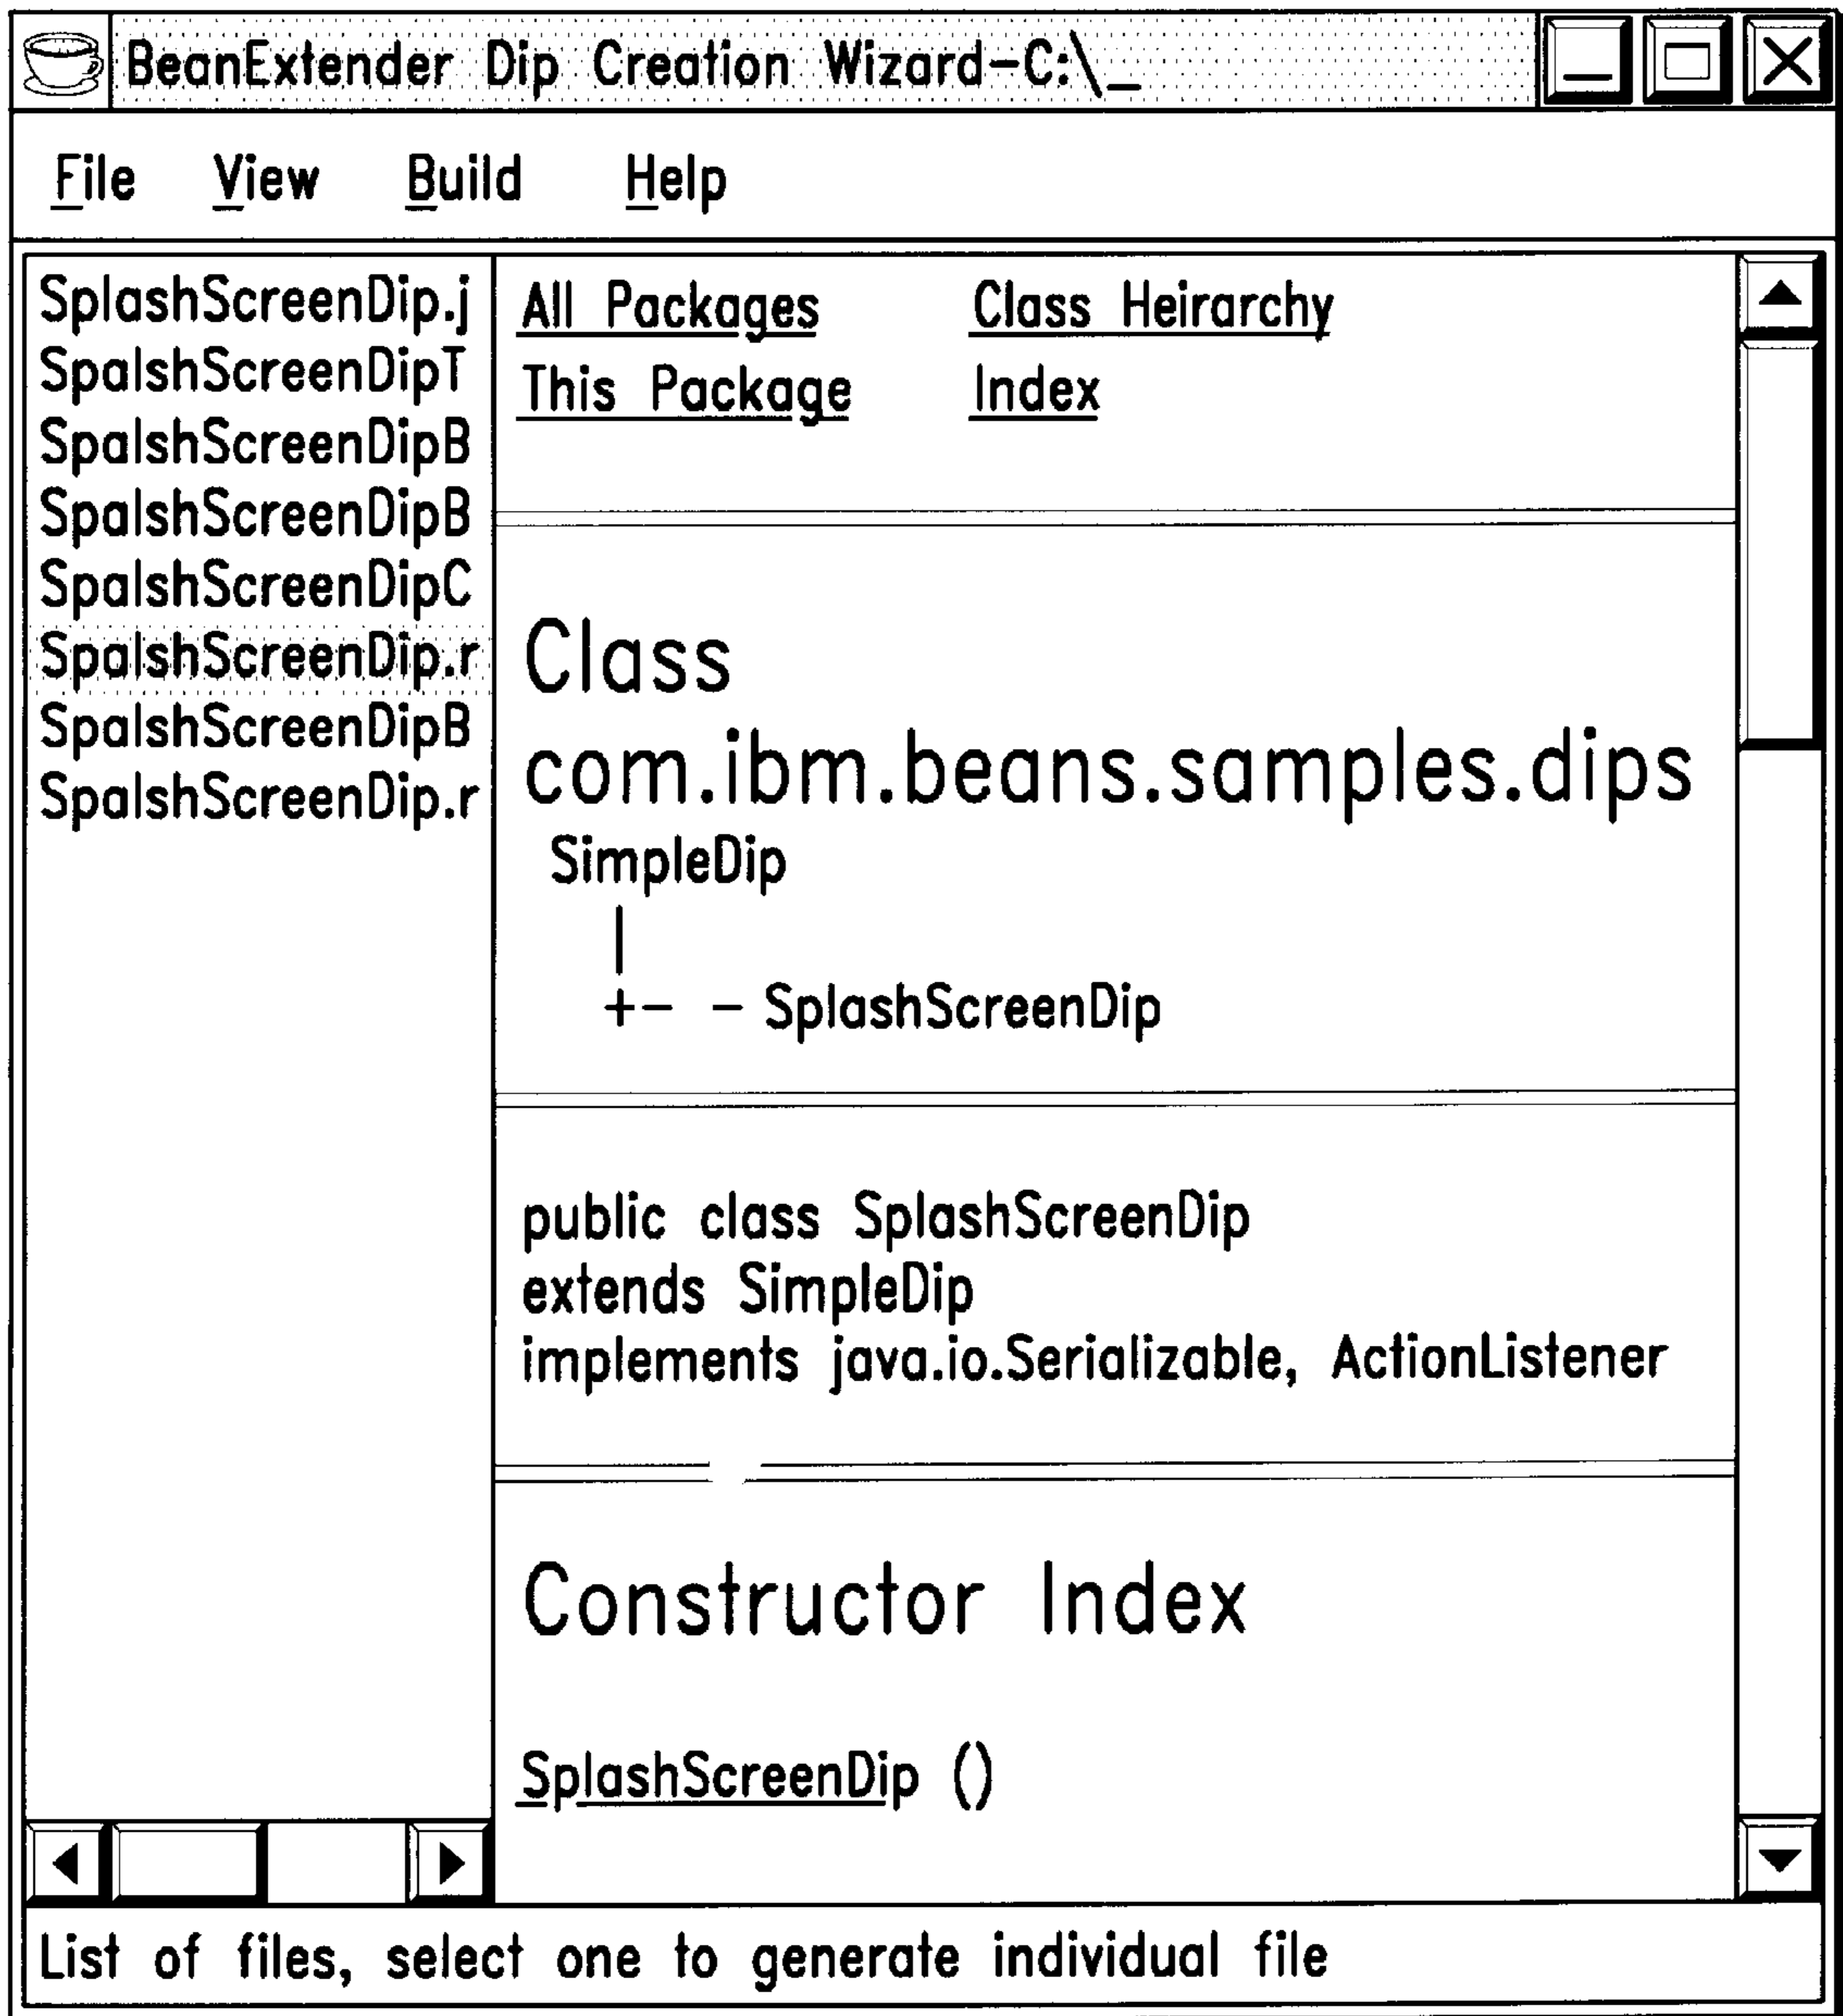 BeanExtender Dip Creation Wizard-C:\_
File View Build Help
SplashScreenDip.j
SpalshScreenDipT
SpalshScreenDipB
SpalshScreenDipB
SpalshScreenDipC
SpalshScreenDip.r
SpalshScreenDipB
SpalshScreenDip.r
All Packages Class Heirarchy
This Package Index
Class
com.ibm.beans.samples.dips
SimpleDip
|
+- - SplashScreenDip
public class SplashScreenDip
extends SimpleDip
implements java.io.Serializable, ActionListener
Constructor Index
SplashScreenDip ()
List of files, select one to generate individual file